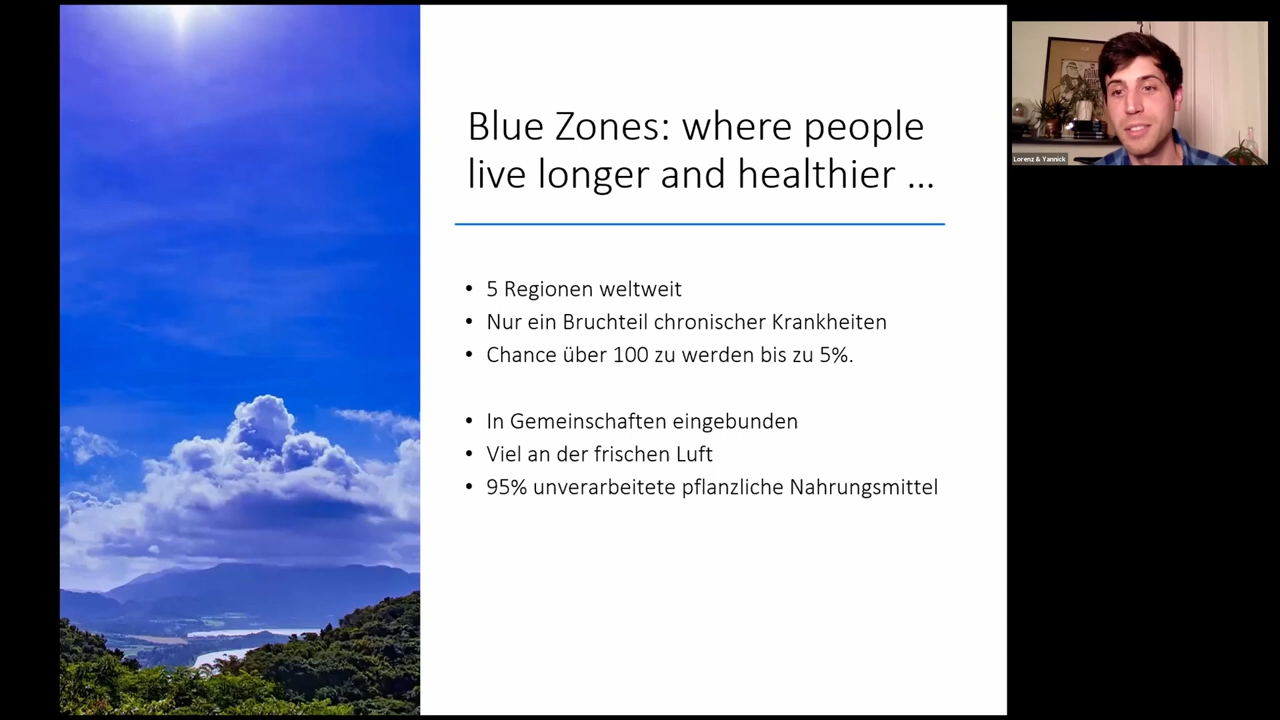 Blue Zones: where people
live longer and healthier ...
• 5 Regionen weltweit
• Nur ein Bruchteil chronischer Krankheiten
• Chance über 100 zu werden bis zu 5%.
• In Gemeinschaften eingebunden
• Viel an der frischen Luft
• 95% unverarbeitete pflanzliche Nahrungsmittel
Lorenz & Yannick